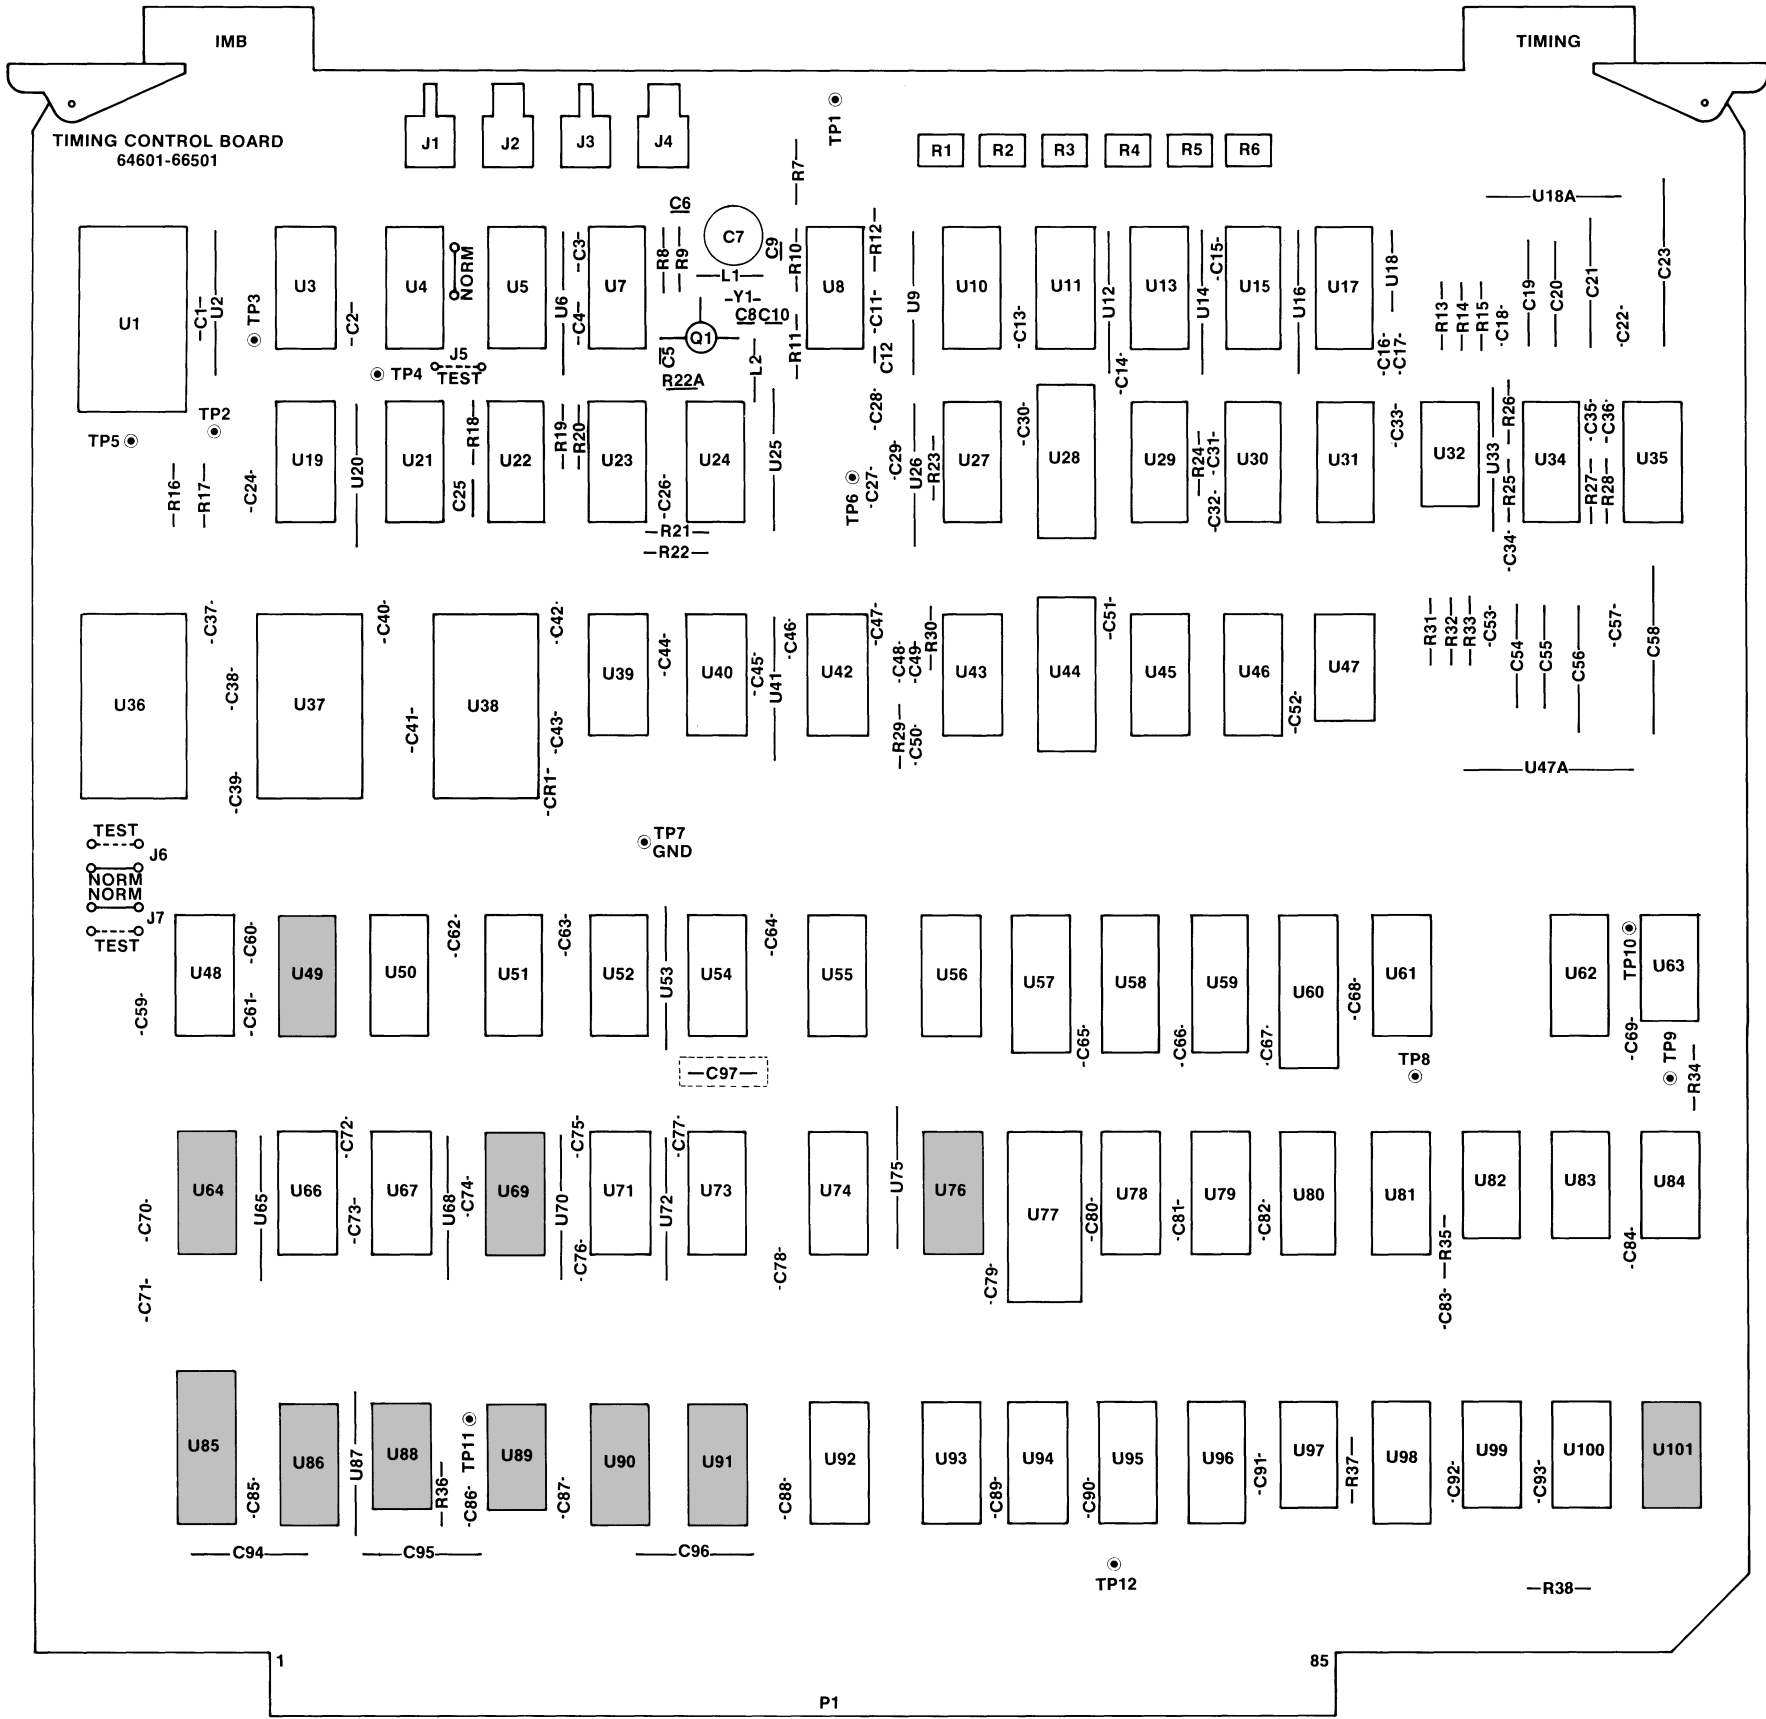 IMB
TIMING
TIMING CONTROL BOARD
64601-66501
J1
J2
J3
J4
TP1
R1
R2
R3
R4
R5
R6
R7
C6
C7
C9
R12
U18A
C23
U1
-C1-
U2
TP3
U3
-C2-
U4
NORM
U5
U6
-C3-
-C4-
U7
R8
R9
L1
-Y1-
C8
C10
Q1
C5
R22A
L2
R10
R11
U8
-C11-
C12
U9
U10
-C13-
U11
U12
-C14-
U13
U14
-C15-
U15
U16
U17
U18
-C16-
-C17-
R13
R14
R15
-C18-
C19
C20
C21
-C22-
J5
TEST
TP4
TP2
TP5
R16
R17
-C24-
U19
U20
U21
R18
C25
U22
R19
R20
U23
-C26-
U24
R21
R22
U25
TP6
-C27-
-C28-
-C29-
U26
R23
U27
-C30-
U28
U29
R24
-C31-
-C32-
U30
U31
-C33-
U32
U33
R25
R26
-C34-
U34
-C35-
-C36-
R27
R28
U35
U36
-C37-
-C38-
-C39-
U37
-C40-
-C41-
U38
-C42-
-C43-
-CR1-
U39
-C44-
U40
-C45-
U41
-C46-
U42
-C47-
-C48-
-C49-
R29
-C50-
R30
U43
U44
-C51-
U45
U46
-C52-
U47
R31
R32
R33
-C53-
C54
C55
C56
-C57-
C58
U47A
TEST
J6
NORM
NORM
J7
TEST
TP7
GND
-C59-
U48
-C60-
-C61-
U49
U50
-C62-
U51
-C63-
U52
U53
U54
-C64-
U55
U56
U57
-C65-
U58
-C66-
U59
-C67-
U60
-C68-
U61
U62
TP10
-C69-
U63
C97
TP8
TP9
R34
-C70-
-C71-
U64
U65
U66
-C72-
-C73-
U67
U68
-C74-
U69
U70
-C75-
-C76-
U71
U72
-C77-
U73
-C78-
U74
U75
U76
-C79-
U77
-C80-
U78
-C81-
U79
-C82-
U80
U81
R35
-C83-
U82
U83
-C84-
U84
U85
-C85-
U86
U87
U88
R36
TP11
-C86-
U89
-C87-
U90
U91
-C88-
U92
U93
-C89-
U94
-C90-
U95
U96
-C91-
U97
R37
U98
-C92-
U99
-C93-
U100
U101
C94
C95
C96
TP12
R38
1
85
P1